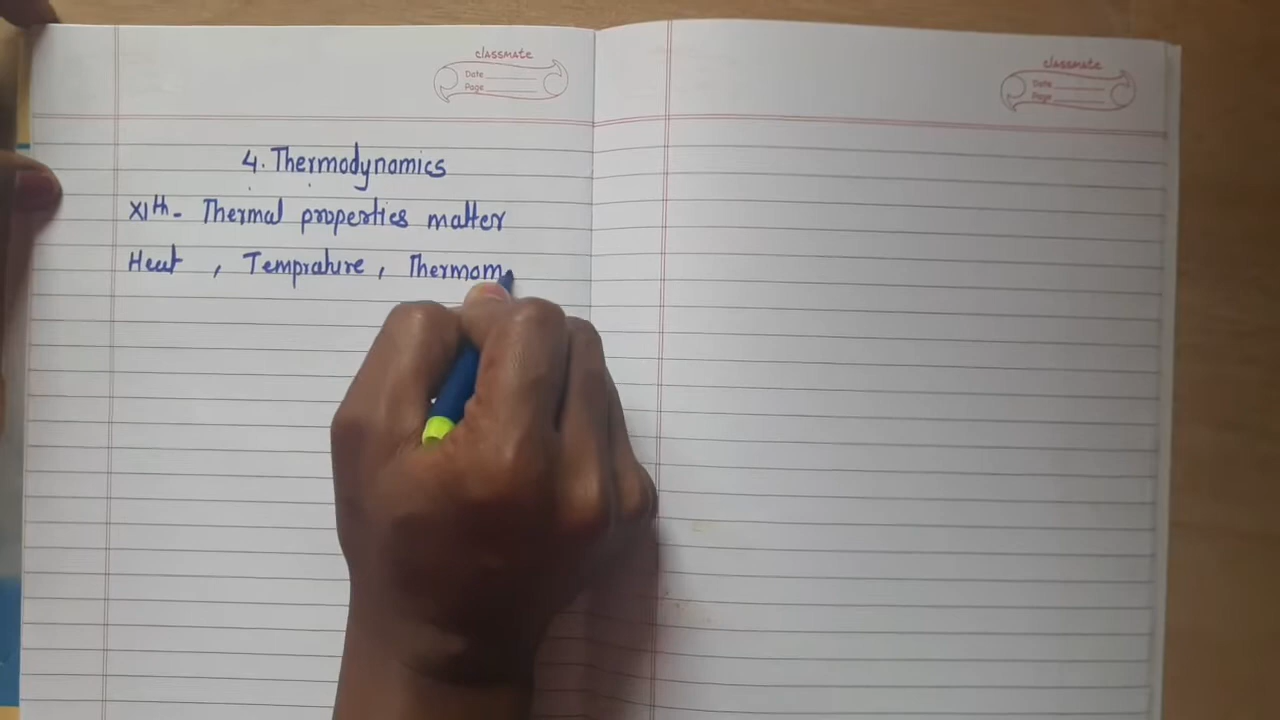 classmate
Date
Page
classmate
Date
Page
4. Thermodynamics
XIth- Thermal properties matter
Heat , Temprature , Thermom